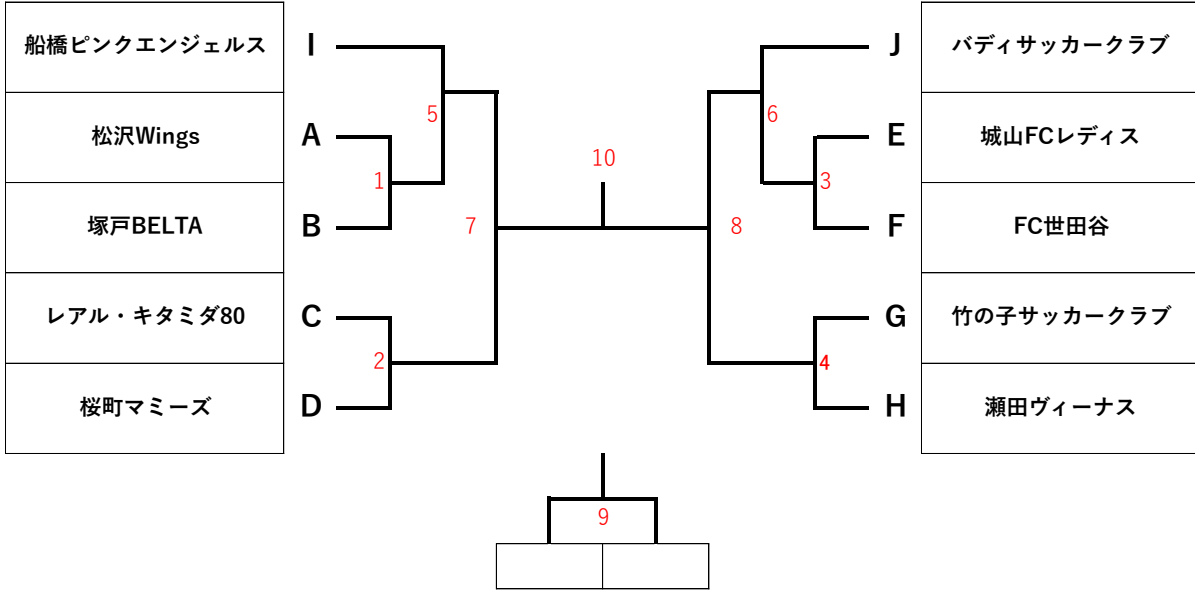 船橋ピンクエンジェルス I J バディサッカークラブ
5 6
松沢Wings A E 城山FCレディス
10
1 3
塚戸BELTA B 7 8 F FC世田谷
レアル・キタミダ80 C G 竹の子サッカークラブ
2 4
桜町マミーズ D H 瀬田ヴィーナス
9